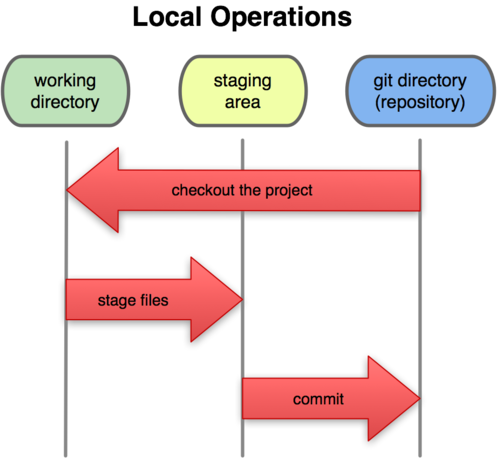 Local Operations
working
directory
staging
area
git directory
(repository)
checkout the project
stage files
commit